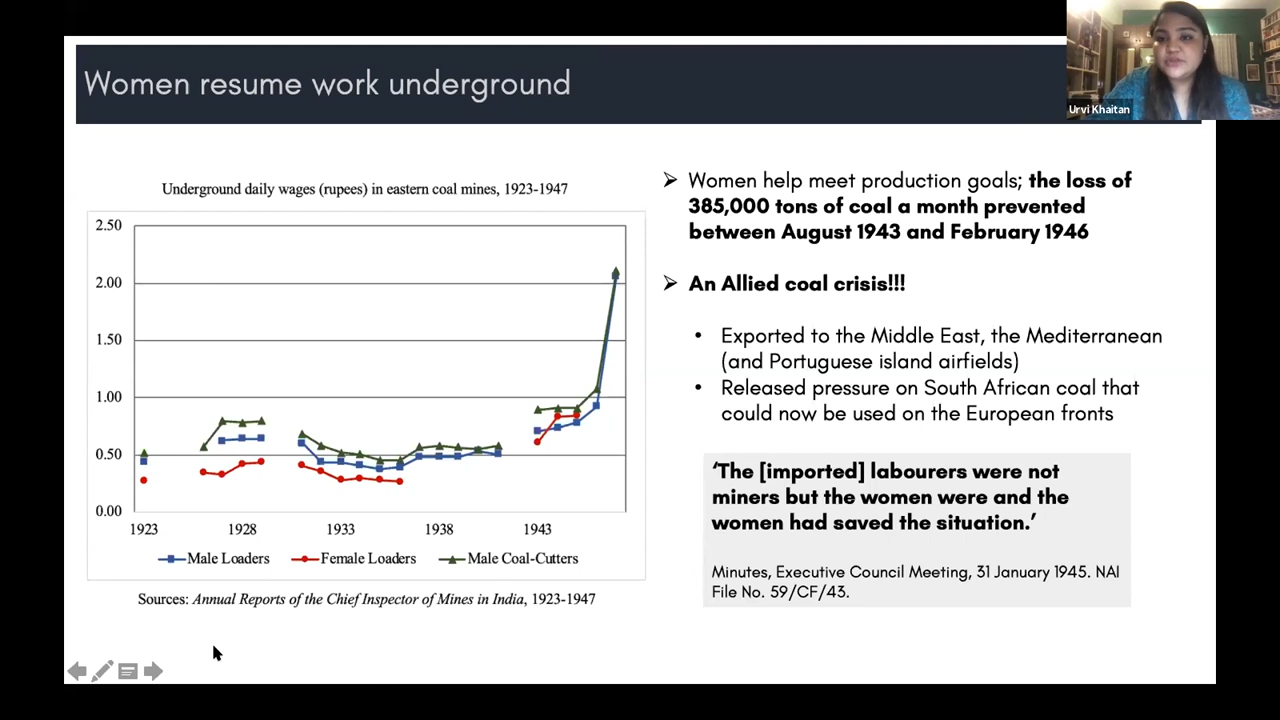 Urvi Khaitan
Women resume work underground
Underground daily wages (rupees) in eastern coal mines, 1923-1947
2.50
2.00
1.50
1.00
0.50
0.00
1923
1928
1933
1938
1943
Male Loaders
Female Loaders
Male Coal-Cutters
Sources: Annual Reports of the Chief Inspector of Mines in India, 1923-1947
➢ Women help meet production goals; the loss of
385,000 tons of coal a month prevented
between August 1943 and February 1946
➢ An Allied coal crisis!!!
• Exported to the Middle East, the Mediterranean
(and Portuguese island airfields)
• Released pressure on South African coal that
could now be used on the European fronts
‘The [imported] labourers were not
miners but the women were and the
women had saved the situation.’
Minutes, Executive Council Meeting, 31 January 1945. NAI
File No. 59/CF/43.